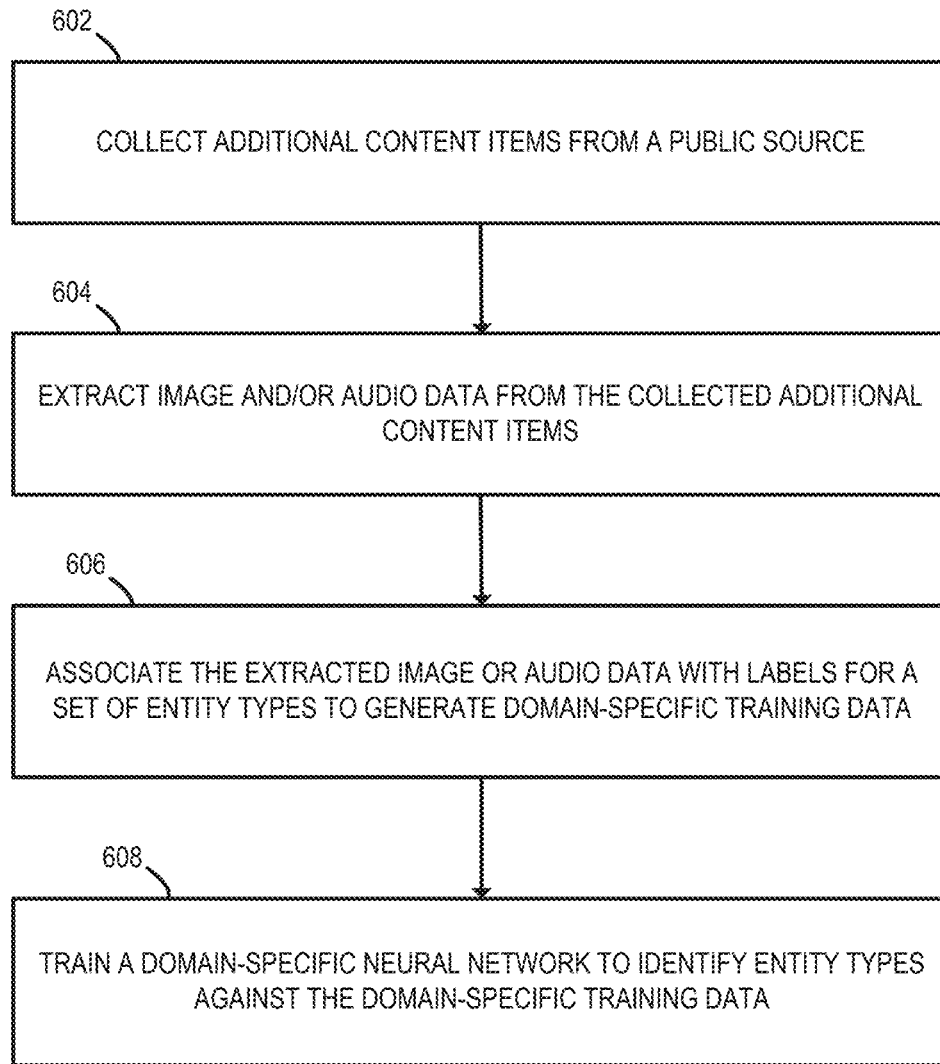 602
COLLECT ADDITIONAL CONTENT ITEMS FROM A PUBLIC SOURCE
604
EXTRACT IMAGE AND/OR AUDIO DATA FROM THE COLLECTED ADDITIONAL
CONTENT ITEMS
606
ASSOCIATE THE EXTRACTED IMAGE OR AUDIO DATA WITH LABELS FOR A
SET OF ENTITY TYPES TO GENERATE DOMAIN-SPECIFIC TRAINING DATA
608
TRAIN A DOMAIN-SPECIFIC NEURAL NETWORK TO IDENTIFY ENTITY TYPES
AGAINST THE DOMAIN-SPECIFIC TRAINING DATA